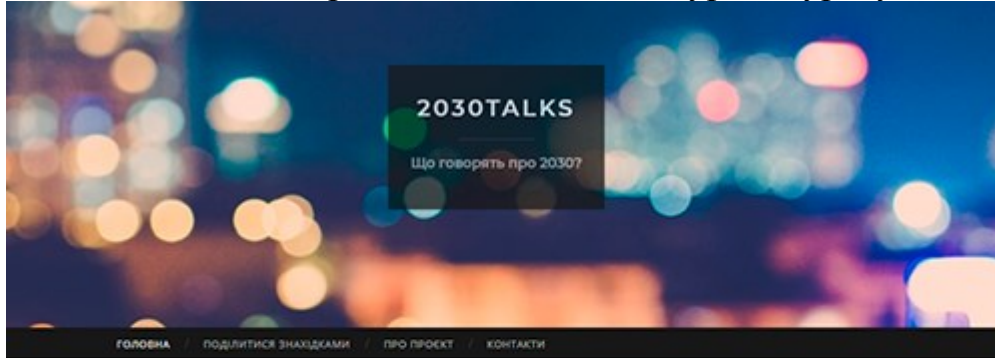 2030TALKS
Що говорять про 2030?
ГОЛОВНА / ПОДІЛИТИСЯ ЗНАХІДКАМИ / ПРО ПРОЄКТ / КОНТАКТИ